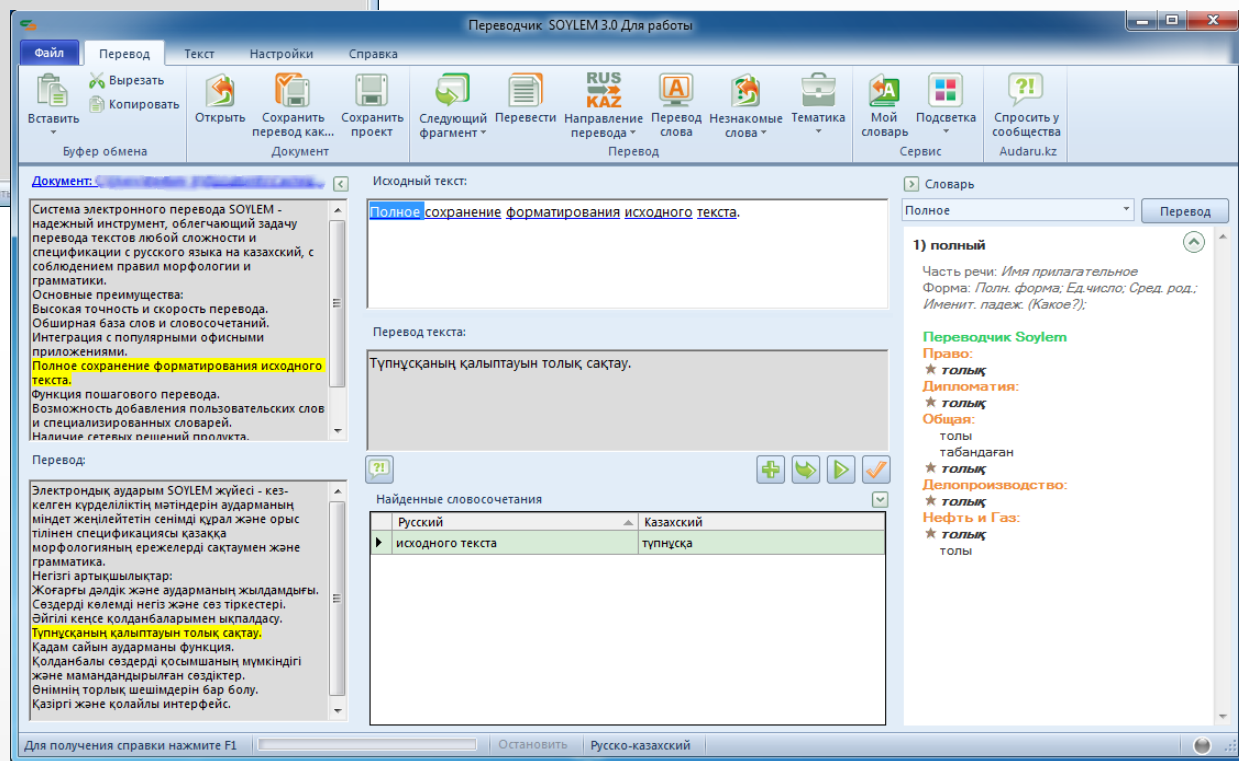 Переводчик SOYLEM 3.0 Для работы
Файл Перевод Текст Настройки Справка
Вставить
Вырезать
Копировать
Буфер обмена
Открыть
Сохранить
перевод как...
Сохранить
проект
Документ
Следующий
фрагмент
Перевести
RUS
KAZ
Направление
перевода
Перевод
слова
Незнакомые
слова
Тематика
Перевод
Мой
словарь
Подсветка
Сервис
?!
Спросить у
сообщества
Audaru.kz
Документ:
Система электронного перевода SOYLEM -
надежный инструмент, облегчающий задачу
перевода текстов любой сложности и
спецификации с русского языка на казахский, с
соблюдением правил морфологии и
грамматики.
Основные преимущества:
Высокая точность и скорость перевода.
Обширная база слов и словосочетаний.
Интеграция с популярными офисными
приложениями.
Полное сохранение форматирования исходного
текста.
Функция пошагового перевода.
Возможность добавления пользовательских слов
и специализированных словарей.
Наличие сетевых решений продукта.
Перевод:
Электрондық аударым SOYLEM жүйесі - кез-
келген күрделіліктің мәтіндерін аударманың
міндет жеңілейтетін сенімді құрал және орыс
тілінен спецификациясы қазаққа
морфологияның ережелерді сақтаумен және
грамматика.
Негізгі артықшылықтар:
Жоғарғы дәлдік және аударманың жылдамдығы.
Сөздерді көлемді негіз және сөз тіркестері.
Әйгілі кеңсе қолданбаларымен ықпалдасу.
Түпнұсқаның қалыптауын толық сақтау.
Қадам сайын аударманы функция.
Қолданбалы сөздерді қосымшаның мүмкіндігі
және мамандандырылған сөздіктер.
Өнімнің торлық шешімдерін бар болу.
Қазіргі және қолайлы интерфейс.
Исходный текст:
Полное сохранение форматирования исходного текста.
Перевод текста:
Түпнұсқаның қалыптауын толық сақтау.
?!
Найденные словосочетания
Русский Казахский
исходного текста түпнұсқа
Словарь
Полное Перевод
1) полный
Часть речи: Имя прилагательное
Форма: Полн. форма; Ед.число; Сред. род.;
Именит. падеж. (Какое?);
Переводчик Soylem
Право:
толық
Дипломатия:
толық
Общая:
толы
табандаған
толық
Делопроизводство:
толық
Нефть и Газ:
толық
толы
Для получения справки нажмите F1 Остановить Русско-казахский